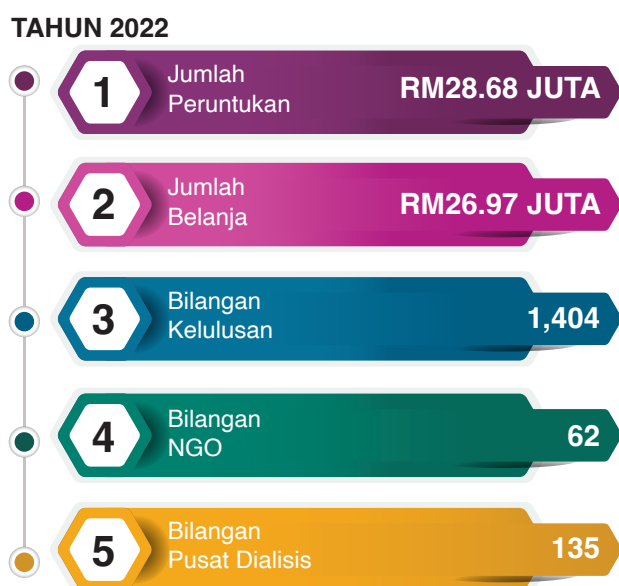 TAHUN 2022
1
Jumlah
Peruntukan
RM28.68 JUTA
2
Jumlah
Belanja
RM26.97 JUTA
3
Bilangan
Kelulusan
1,404
4
Bilangan
NGO
62
5
Bilangan
Pusat Dialisis
135